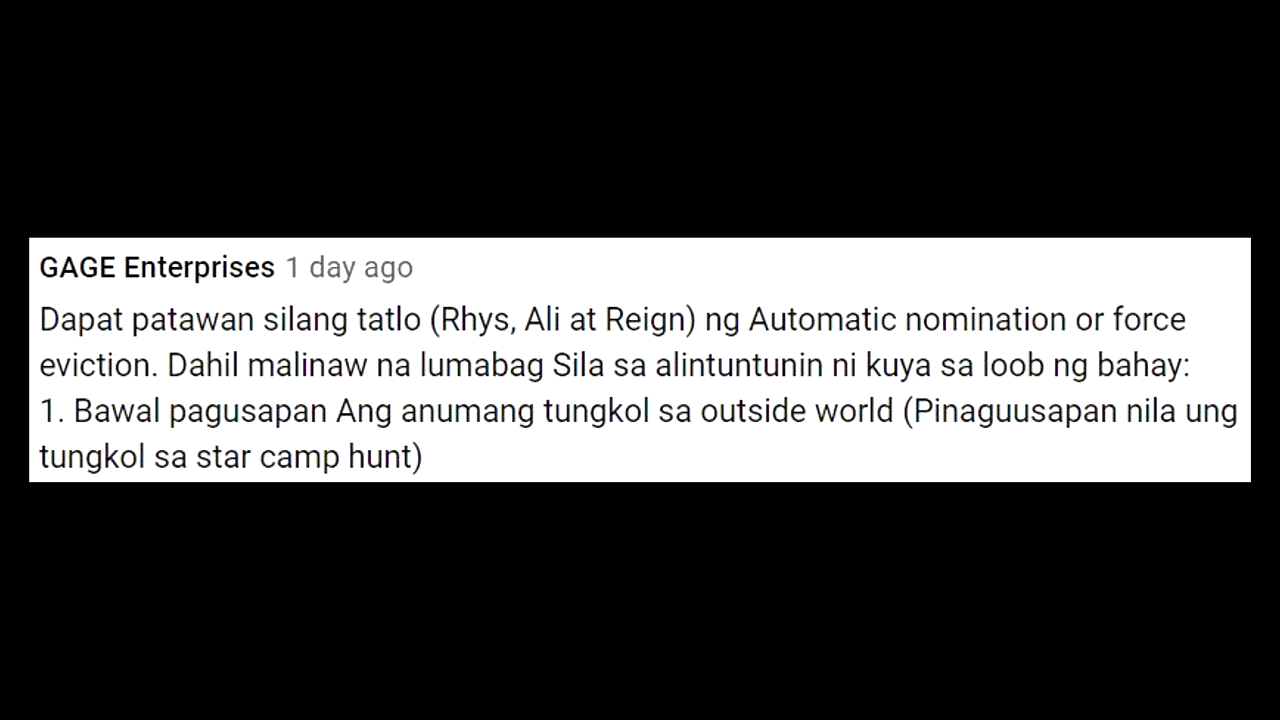 GAGE Enterprises 1 day ago
Dapat patawan silang tatlo (Rhys, Ali at Reign) ng Automatic nomination or force
eviction. Dahil malinaw na lumabag Sila sa alintuntunin ni kuya sa loob ng bahay:
1. Bawal pagusapan Ang anumang tungkol sa outside world (Pinaguusapan nila ung
tungkol sa star camp hunt)